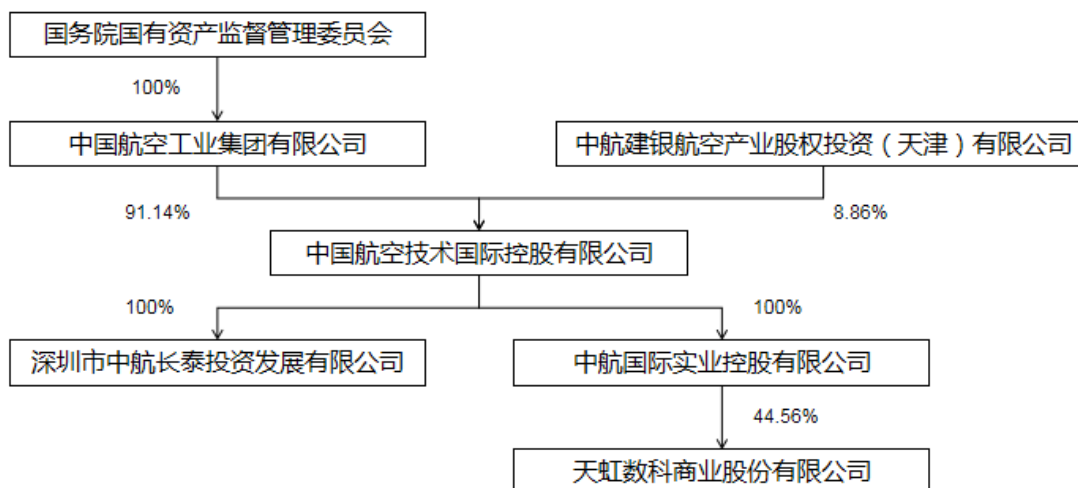 国务院国有资产监督管理委员会
100%
中国航空工业集团有限公司
中航建银航空产业股权投资（天津）有限公司
91.14%
8.86%
中国航空技术国际控股有限公司
100%
100%
深圳市中航长泰投资发展有限公司
中航国际实业控股有限公司
44.56%
天虹数科商业股份有限公司